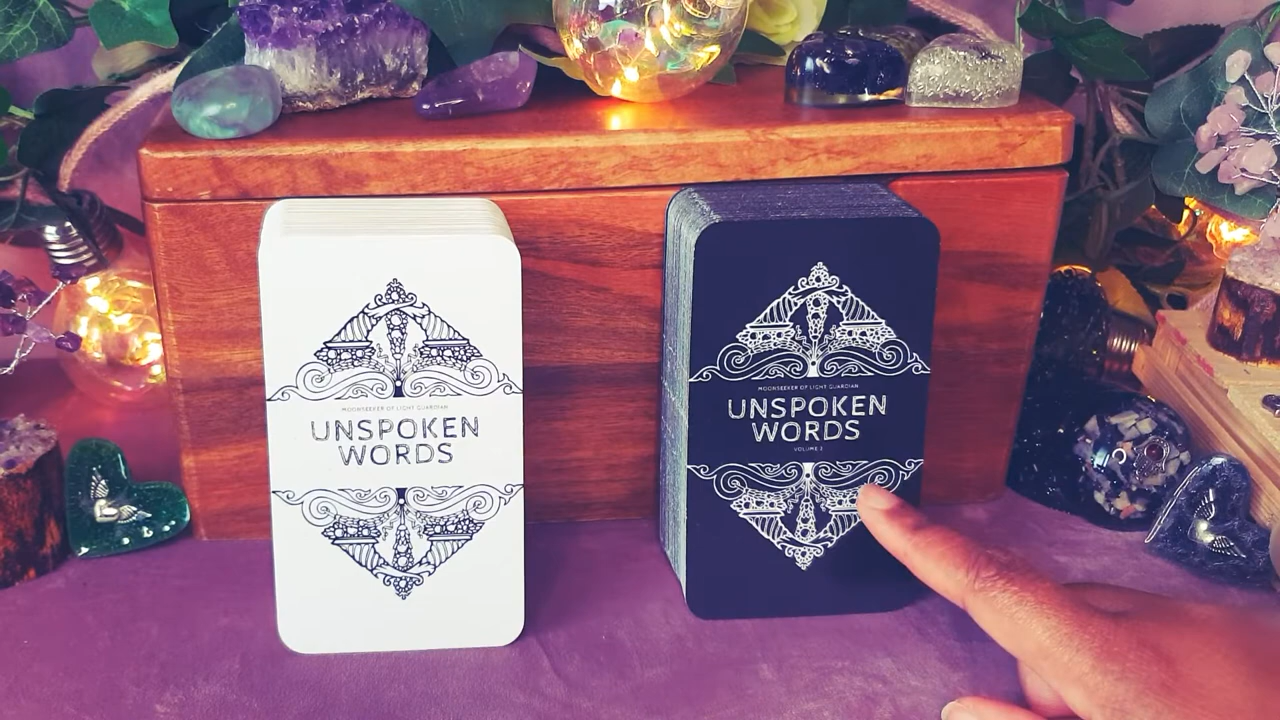 MOONSEEKER OF LIGHT GUARDIAN
UNSPOKEN
WORDS
MOONSEEKER OF LIGHT GUARDIAN
UNSPOKEN
WORDS
VOLUME 2